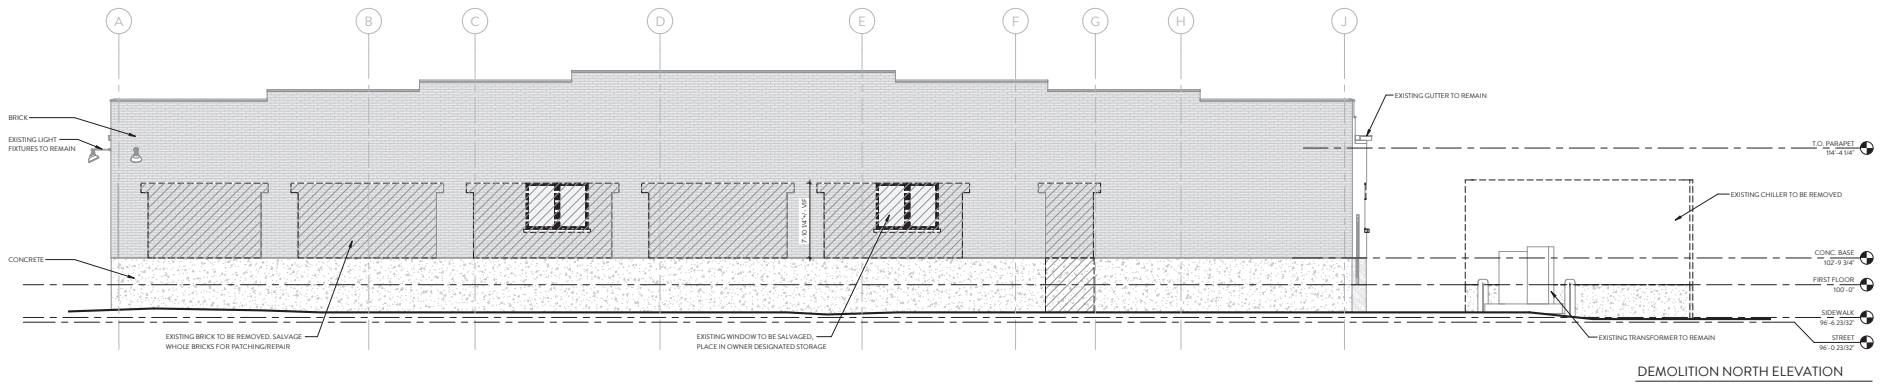 A B C D E F G H J
EXISTING GUTTER TO REMAIN
BRICK
EXISTING LIGHT
FIXTURES TO REMAIN
T.O. PARAPET
114'-4 1/4"
EXISTING CHILLER TO BE REMOVED
7'-10 1/4" +/- VIF
CONCRETE
CONC. BASE
102'-9 3/4"
FIRST FLOOR
100'-0"
SIDEWALK
96'-6 23/32"
EXISTING BRICK TO BE REMOVED. SALVAGE
WHOLE BRICKS FOR PATCHING/REPAIR
EXISTING WINDOW TO BE SALVAGED,
PLACE IN OWNER DESIGNATED STORAGE
EXISTING TRANSFORMER TO REMAIN
STREET
96'-0 23/32"
DEMOLITION NORTH ELEVATION